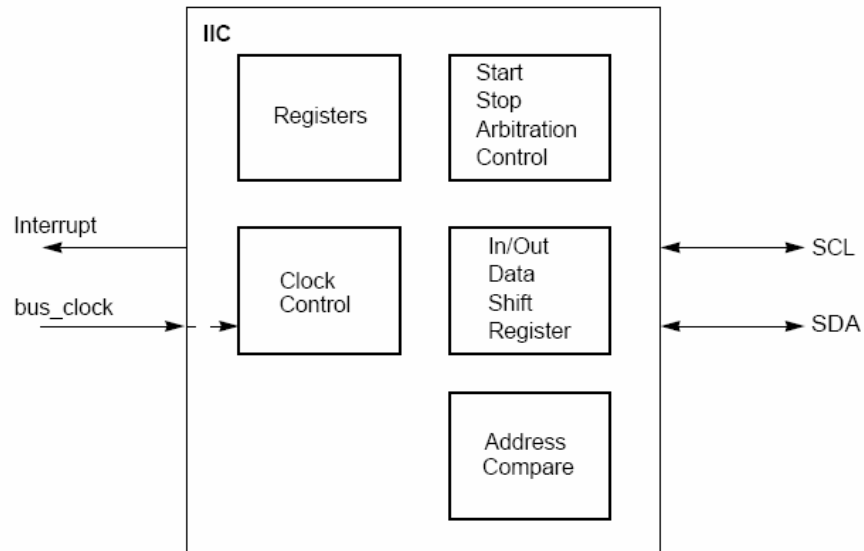 IIC
Registers
Start
Stop
Arbitration
Control
Interrupt
bus_clock
Clock
Control
In/Out
Data
Shift
Register
SCL
SDA
Address
Compare